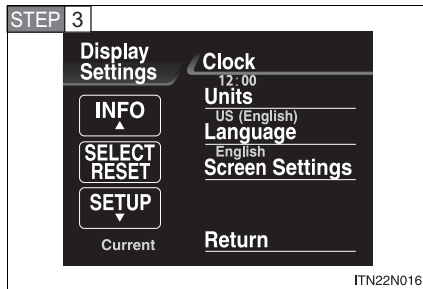 STEP 3
Display
Settings
INFO
SELECT
RESET
SETUP
Current
Clock
12:00
Units
US (English)
Language
English
Screen Settings
Return
ITN22N016